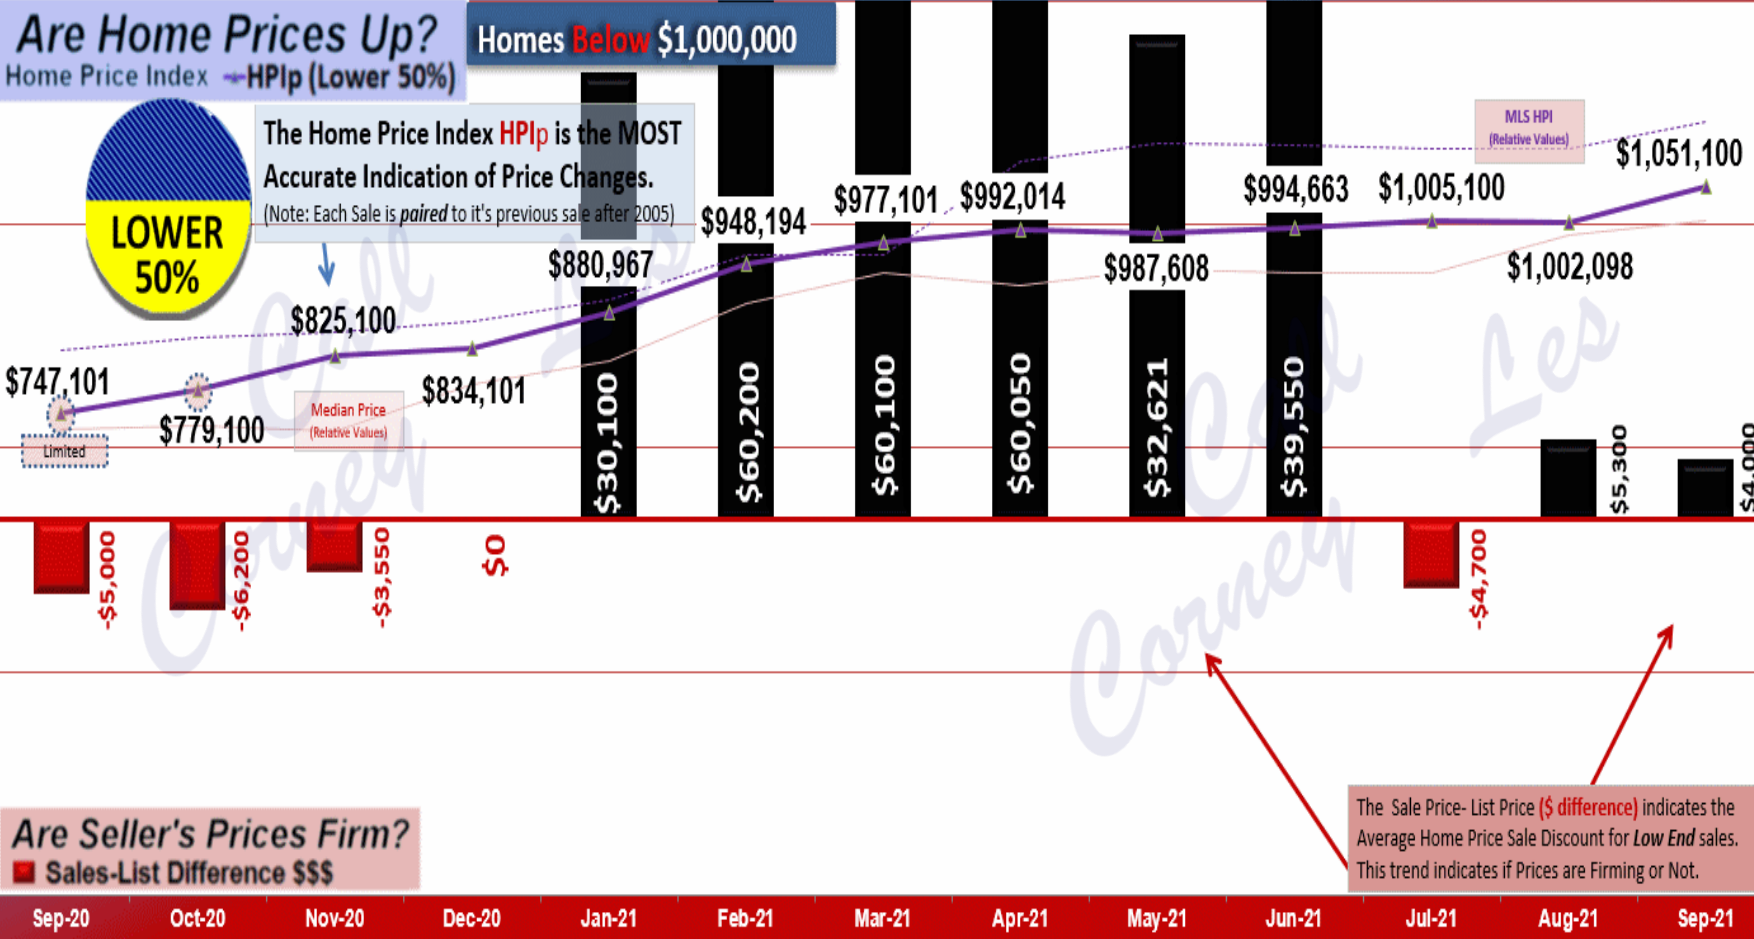 Are Home Prices Up?
Home Price Index HPIp (Lower 50%)
Homes Below $1,000,000
LOWER
50%
The Home Price Index HPIp is the MOST
Accurate Indication of Price Changes.
(Note: Each Sale is paired to it's previous sale after 2005)
MLS HPI
(Relative Values)
$747,101
$779,100
$825,100
$834,101
$880,967
$948,194
$977,101
$992,014
$987,608
$994,663
$1,005,100
$1,002,098
$1,051,100
Limited
Median Price
(Relative Values)
-$5,000
-$6,200
-$3,550
$0
$30,100
$60,200
$60,100
$60,050
$32,621
$39,550
-$4,700
$5,300
$4,000
Call
Les
Corney
Call
Les
Corney
The Sale Price- List Price ($ difference) indicates the
Average Home Price Sale Discount for Low End sales.
This trend indicates if Prices are Firming or Not.
Are Seller's Prices Firm?
Sales-List Difference $$$
Sep-20 Oct-20 Nov-20 Dec-20 Jan-21 Feb-21 Mar-21 Apr-21 May-21 Jun-21 Jul-21 Aug-21 Sep-21